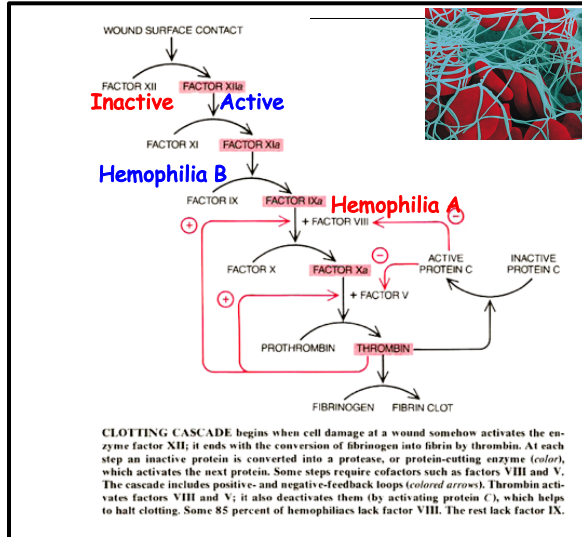 WOUND SURFACE CONTACT
FACTOR XII
FACTOR XIIa
Inactive
Active
FACTOR XI
FACTOR XIa
Hemophilia B
FACTOR IX
FACTOR IXa
Hemophilia A
+ FACTOR VIII
+
−
−
FACTOR X
FACTOR Xa
ACTIVE
PROTEIN C
INACTIVE
PROTEIN C
+
+ FACTOR V
PROTHROMBIN
THROMBIN
FIBRINOGEN
FIBRIN CLOT
CLOTTING CASCADE begins when cell damage at a wound somehow activates the en-
zyme factor XII; it ends with the conversion of fibrinogen into fibrin by thrombin. At each
step an inactive protein is converted into a protease, or protein-cutting enzyme (color),
which activates the next protein. Some steps require cofactors such as factors VIII and V.
The cascade includes positive- and negative-feedback loops (colored arrows). Thrombin acti-
vates factors VIII and V; it also deactivates them (by activating protein C), which helps
to halt clotting. Some 85 percent of hemophiliacs lack factor VIII. The rest lack factor IX.